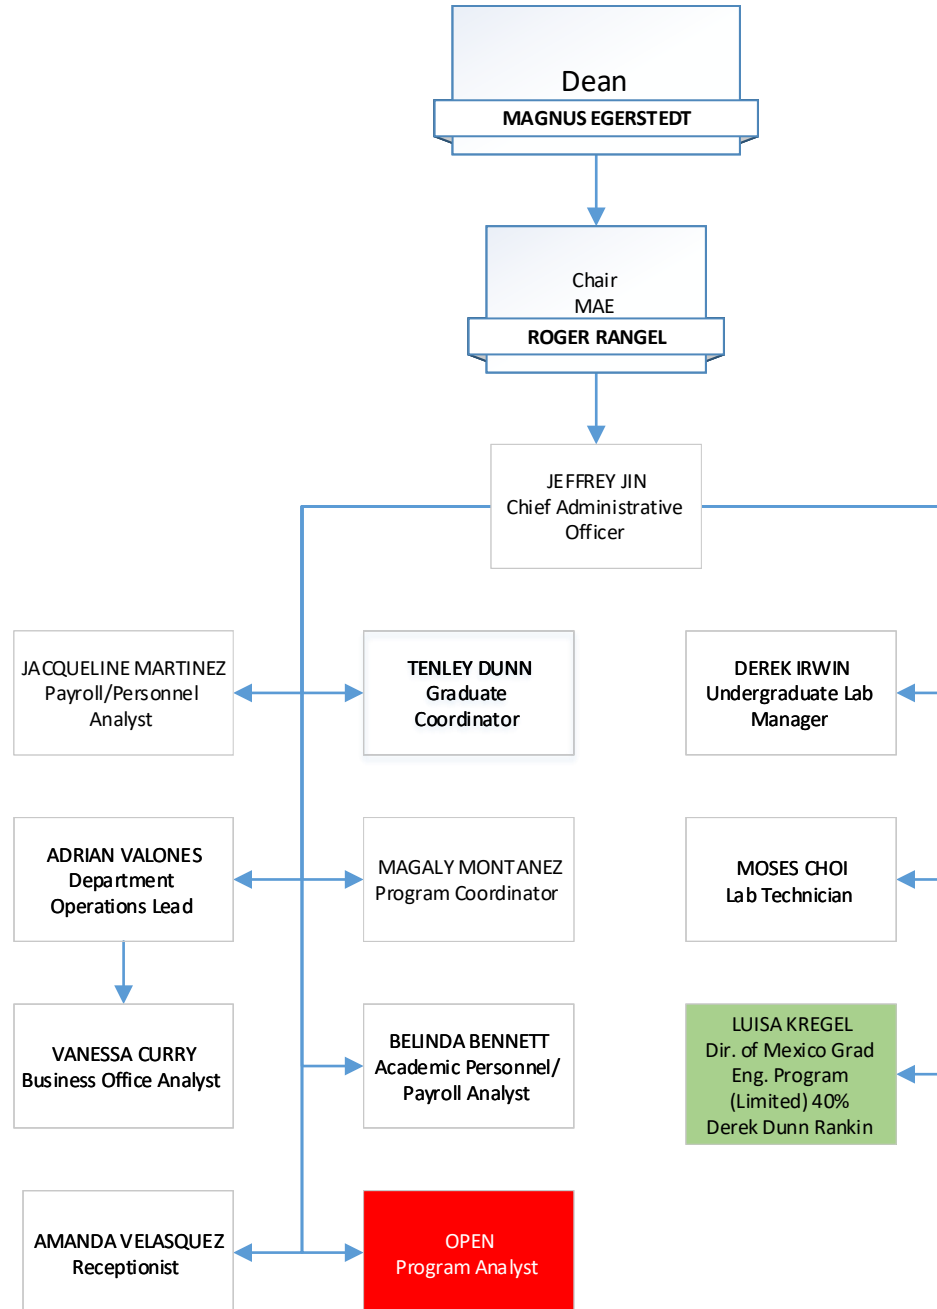 Dean
MAGNUS EGERSTEDT
Chair
MAE
ROGER RANGEL
JEFFREY JIN
Chief Administrative
Officer
JACQUELINE MARTINEZ
Payroll/Personnel
Analyst
TENLEY DUNN
Graduate
Coordinator
DEREK IRWIN
Undergraduate Lab
Manager
ADRIAN VALONES
Department
Operations Lead
MAGALY MONTANEZ
Program Coordinator
MOSES CHOI
Lab Technician
VANESSA CURRY
Business Office Analyst
BELINDA BENNETT
Academic Personnel/
Payroll Analyst
LUISA KREGEL
Dir. of Mexico Grad
Eng. Program
(Limited) 40%
Derek Dunn Rankin
AMANDA VELASQUEZ
Receptionist
OPEN
Program Analyst